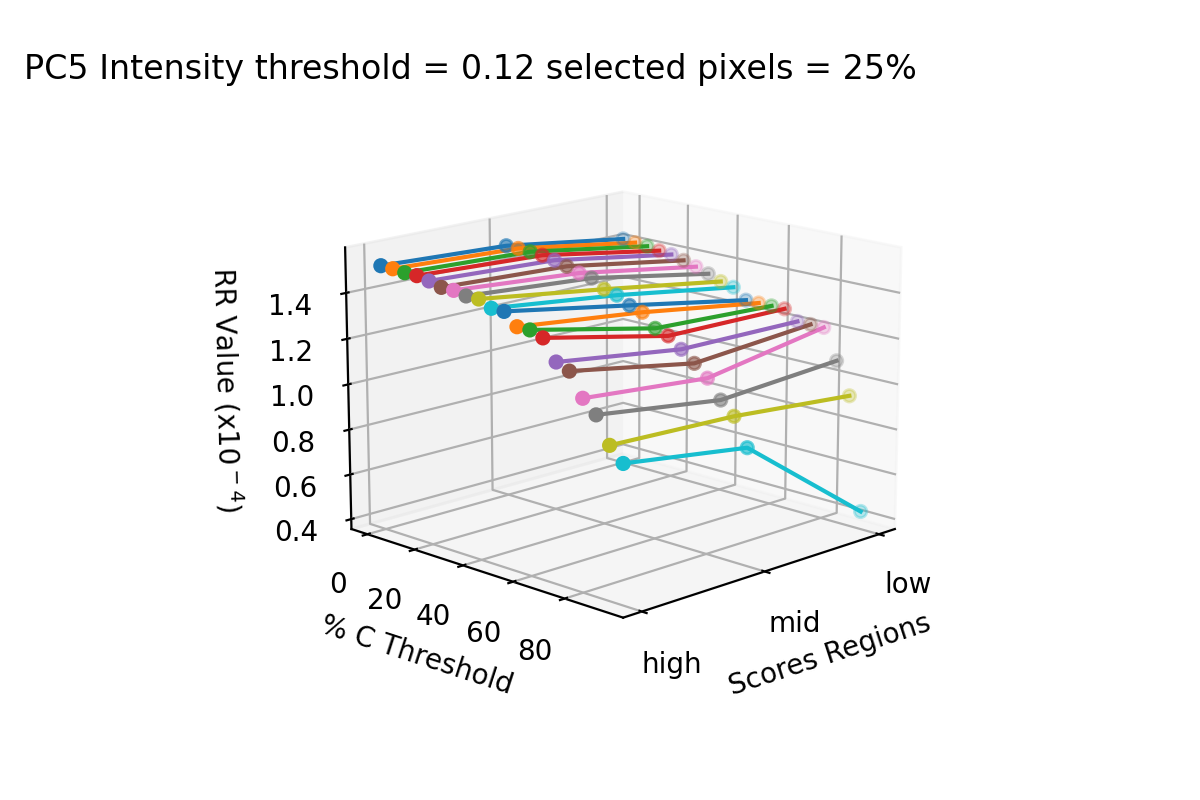 PC5 Intensity threshold = 0.12 selected pixels = 25%
RR Value (x10⁻⁴)
1.4
1.2
1.0
0.8
0.6
0.4
0
20
40
60
80
% C Threshold
high
mid
low
Scores Regions